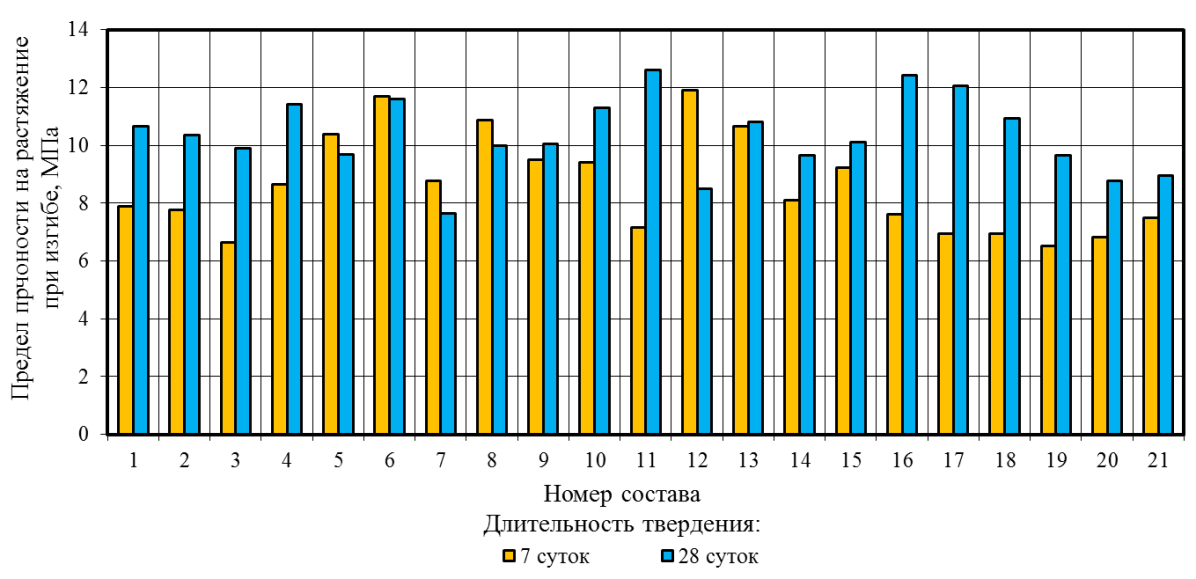 Предел прчоности на растяжение
при изгибе, МПа
14
12
10
8
6
4
2
0
1 2 3 4 5 6 7 8 9 10 11 12 13 14 15 16 17 18 19 20 21
Номер состава
Длительность твердения:
7 суток 28 суток